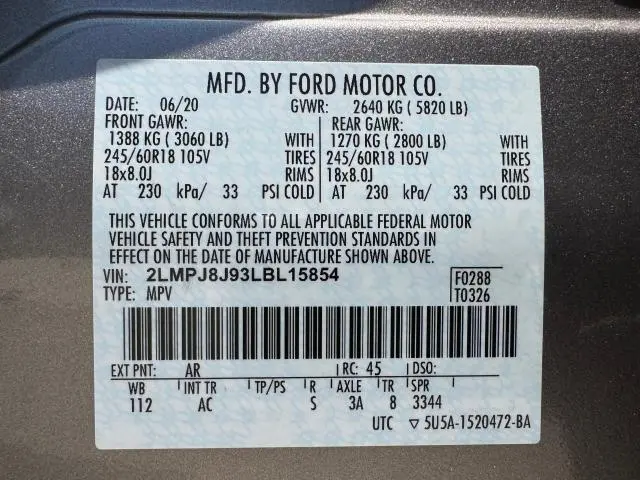 MFD. BY FORD MOTOR CO.
DATE: 06/20 GVWR: 2640 KG ( 5820 LB)
FRONT GAWR: REAR GAWR:
1388 KG ( 3060 LB) WITH 1270 KG ( 2800 LB) WITH
245/60R18 105V TIRES 245/60R18 105V TIRES
18x8.0J RIMS 18x8.0J RIMS
AT 230 kPa/ 33 PSI COLD AT 230 kPa/ 33 PSI COLD
THIS VEHICLE CONFORMS TO ALL APPLICABLE FEDERAL MOTOR
VEHICLE SAFETY AND THEFT PREVENTION STANDARDS IN
EFFECT ON THE DATE OF MANUFACTURE SHOWN ABOVE.
VIN: 2LMPJ8J93LBL15854 F0288
TYPE: MPV T0326
EXT PNT: AR RC: 45 DSO:
WB INT TR TP/PS R AXLE TR SPR
112 AC S 3A 8 3344
UTC ▽ 5U5A-1520472-BA